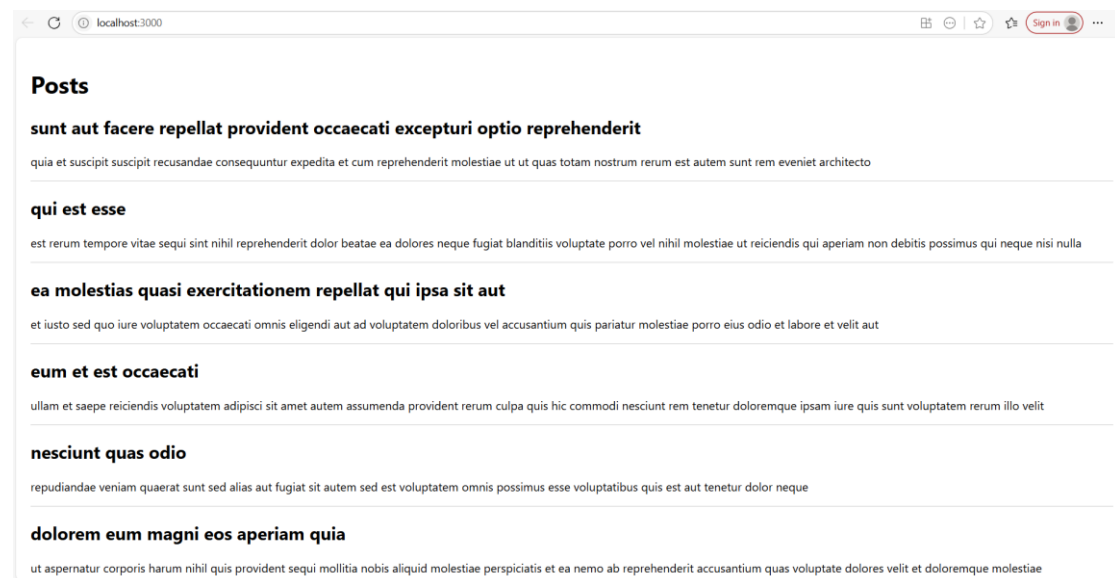 localhost:3000
Sign in
Posts
sunt aut facere repellat provident occaecati excepturi optio reprehenderit
quia et suscipit suscipit recusandae consequuntur expedita et cum reprehenderit molestiae ut ut quas totam nostrum rerum est autem sunt rem eveniet architecto
qui est esse
est rerum tempore vitae sequi sint nihil reprehenderit dolor beatae ea dolores neque fugiat blanditiis voluptate porro vel nihil molestiae ut reiciendis qui aperiam non debitis possimus qui neque nisi nulla
ea molestias quasi exercitationem repellat qui ipsa sit aut
et iusto sed quo iure voluptatem occaecati omnis eligendi aut ad voluptatem doloribus vel accusantium quis pariatur molestiae porro eius odio et labore et velit aut
eum et est occaecati
ullam et saepe reiciendis voluptatem adipisci sit amet autem assumenda provident rerum culpa quis hic commodi nesciunt rem tenetur doloremque ipsam iure quis sunt voluptatem rerum illo velit
nesciunt quas odio
repudiandae veniam quaerat sunt sed alias aut fugiat sit autem sed est voluptatem omnis possimus esse voluptatibus quis est aut tenetur dolor neque
dolorem eum magni eos aperiam quia
ut aspernatur corporis harum nihil quis provident sequi mollitia nobis aliquid molestiae perspiciatis et ea nemo ab reprehenderit accusantium quas voluptate dolores velit et doloremque molestiae